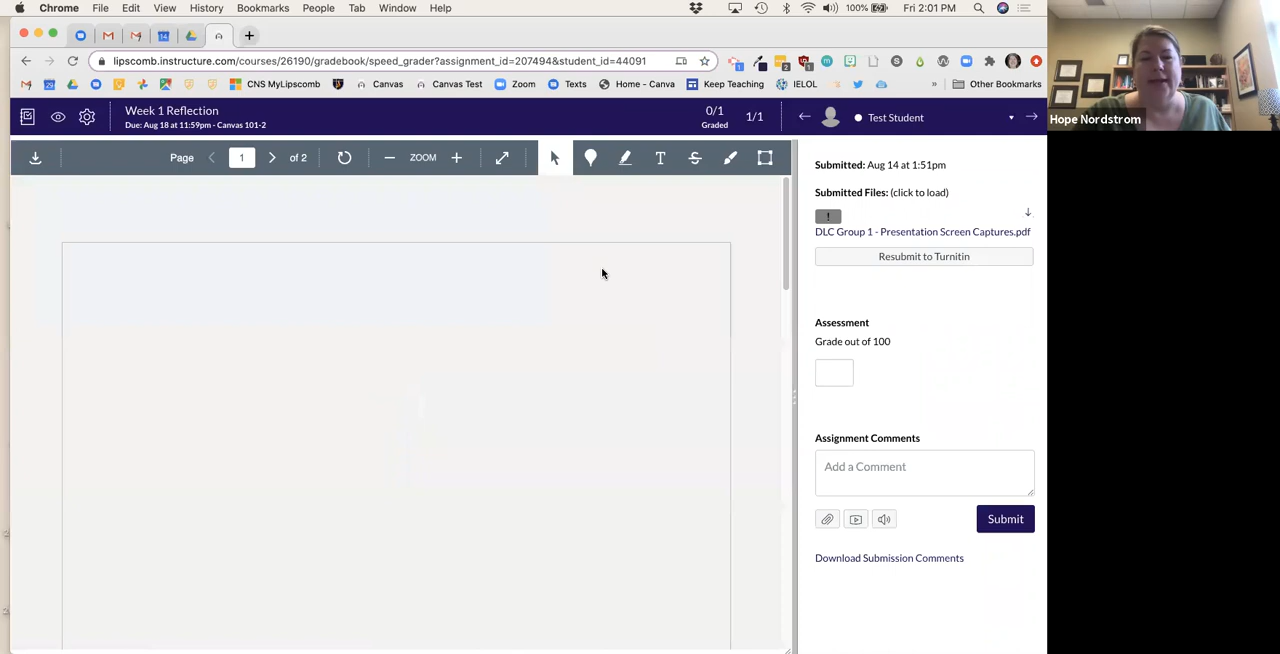 Chrome File Edit View History Bookmarks People Tab Window Help 100% Fri 2:01 PM
lipscomb.instructure.com/courses/26190/gradebook/speed_grader?assignment_id=207494&student_id=44091
CNS MyLipscomb Canvas Canvas Test Zoom Texts Home - Canva Keep Teaching IELOL » Other Bookmarks
Week 1 Reflection
Due: Aug 18 at 11:59pm - Canvas 101-2
0/1
Graded
1/1
Test Student
Hope Nordstrom
Page 1 of 2 ZOOM T
Submitted: Aug 14 at 1:51pm
Submitted Files: (click to load)
!
DLC Group 1 - Presentation Screen Captures.pdf
Resubmit to Turnitin
Assessment
Grade out of 100
Assignment Comments
Add a Comment
Submit
Download Submission Comments